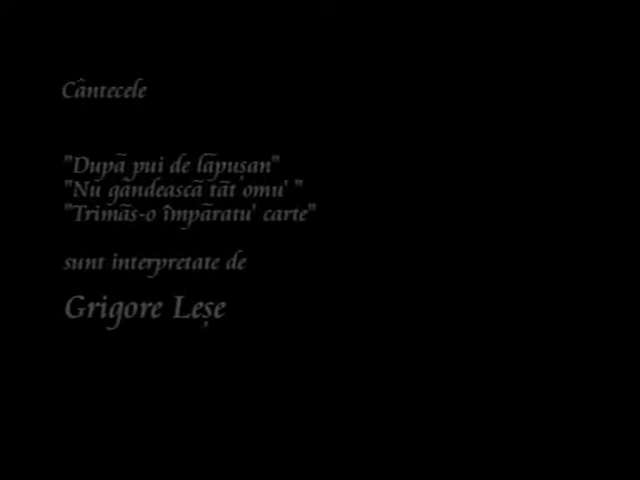 Cântecele
"După pui de lăpușan"
"Nu gândească tăt omu' "
"Trimăs-o împăratu' carte"
sunt interpretate de
Grigore Leșe